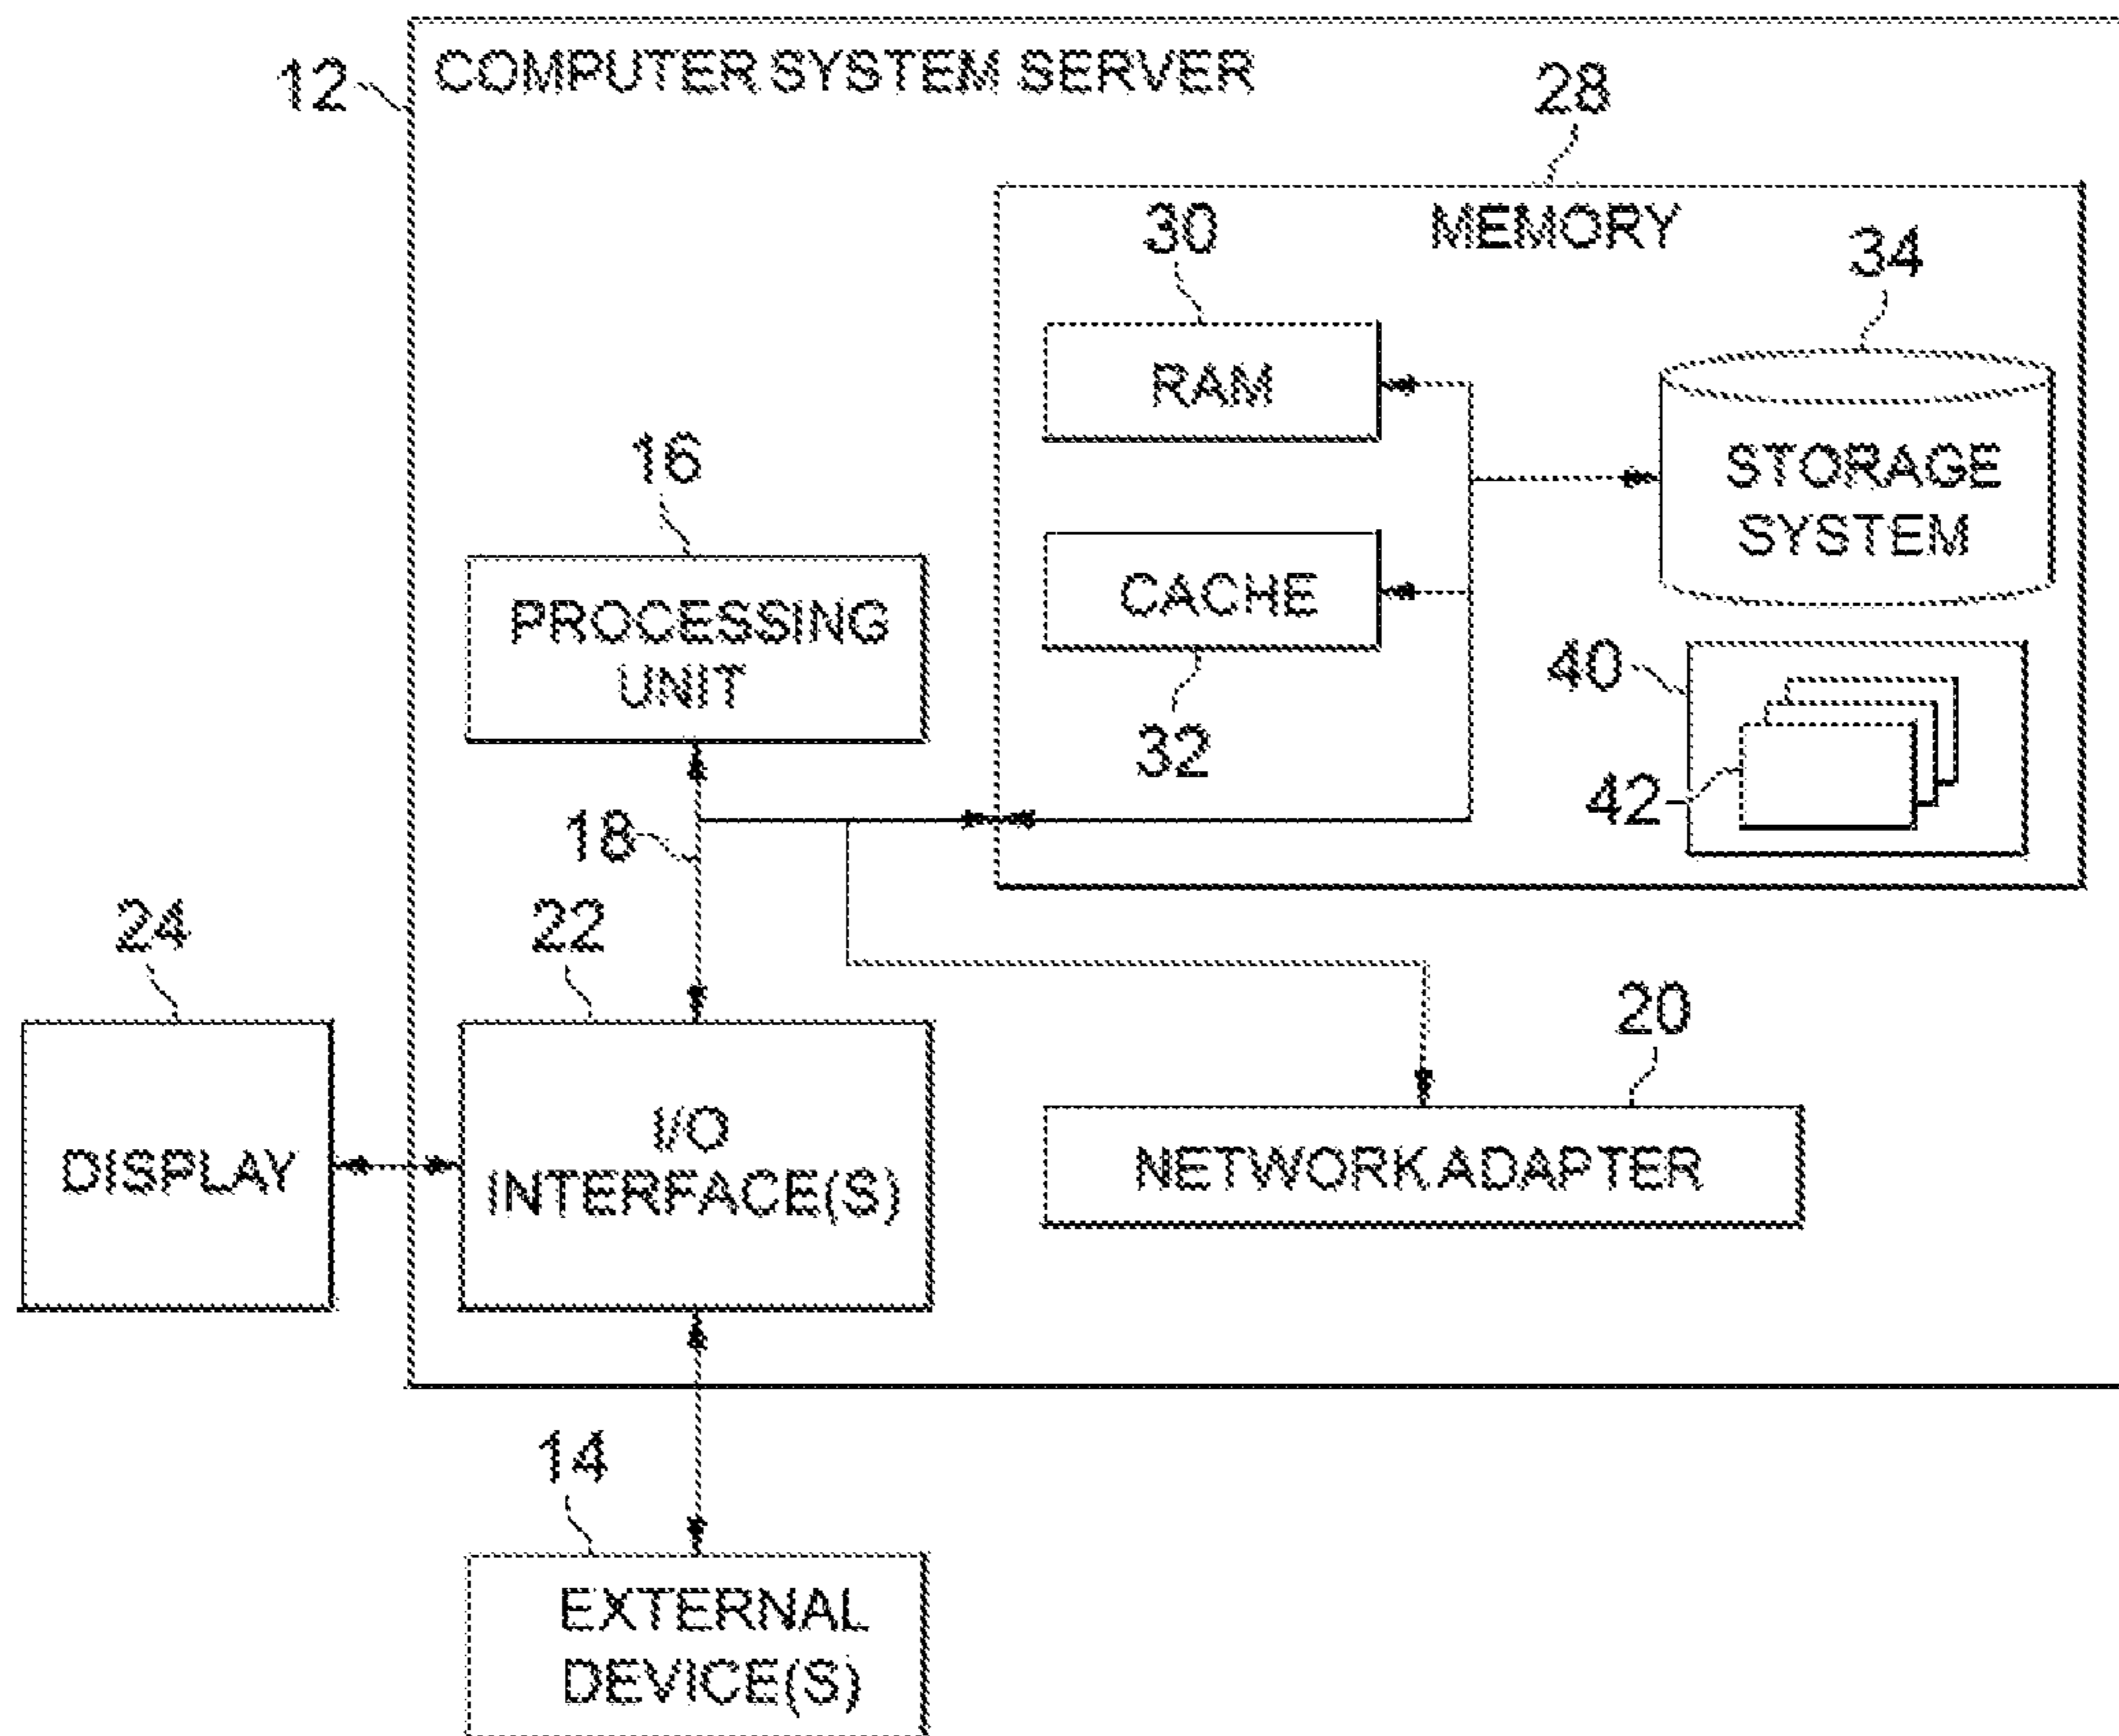 12
COMPUTER SYSTEM SERVER
28
MEMORY
30
34
RAM
STORAGE
SYSTEM
16
PROCESSING
UNIT
CACHE
32
40
42
18
24
22
20
DISPLAY
I/O
INTERFACE(S)
NETWORK ADAPTER
14
EXTERNAL
DEVICE(S)